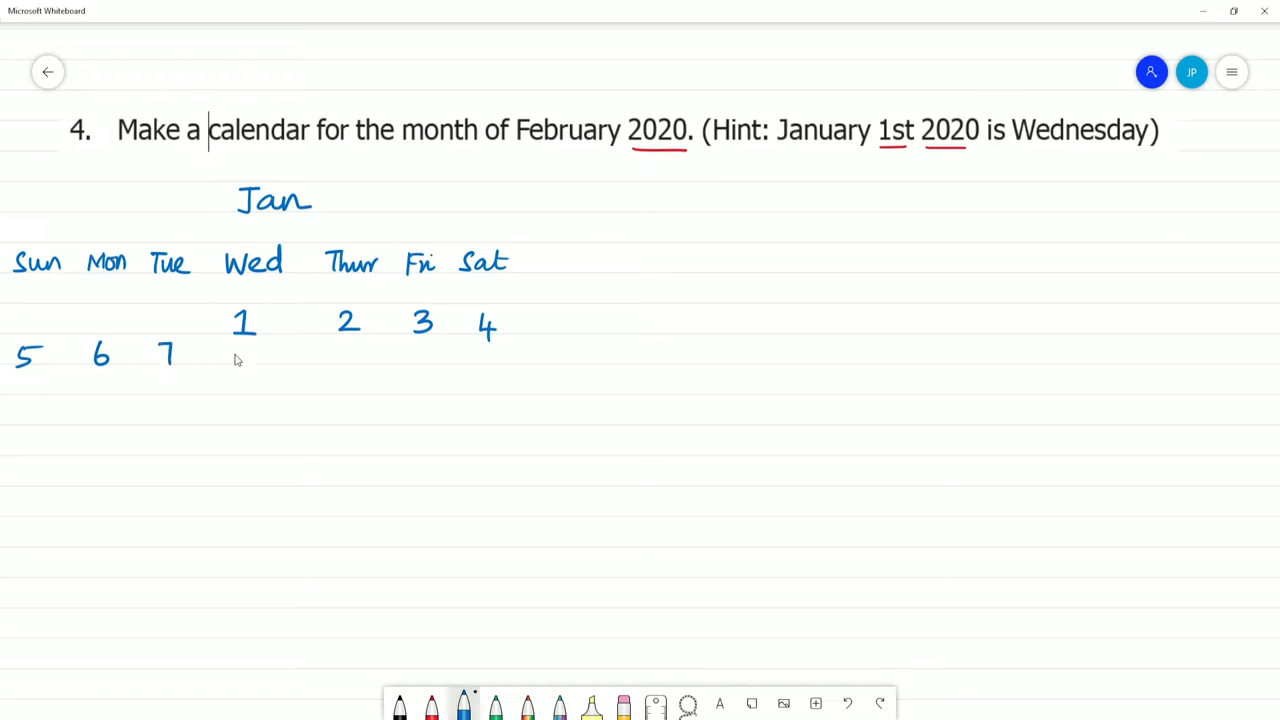 Microsoft Whiteboard
JP
4. Make a calendar for the month of February 2020. (Hint: January 1st 2020 is Wednesday)
Jan
Sun Mon Tue Wed Thur Fri Sat
1 2 3 4
5 6 7
A